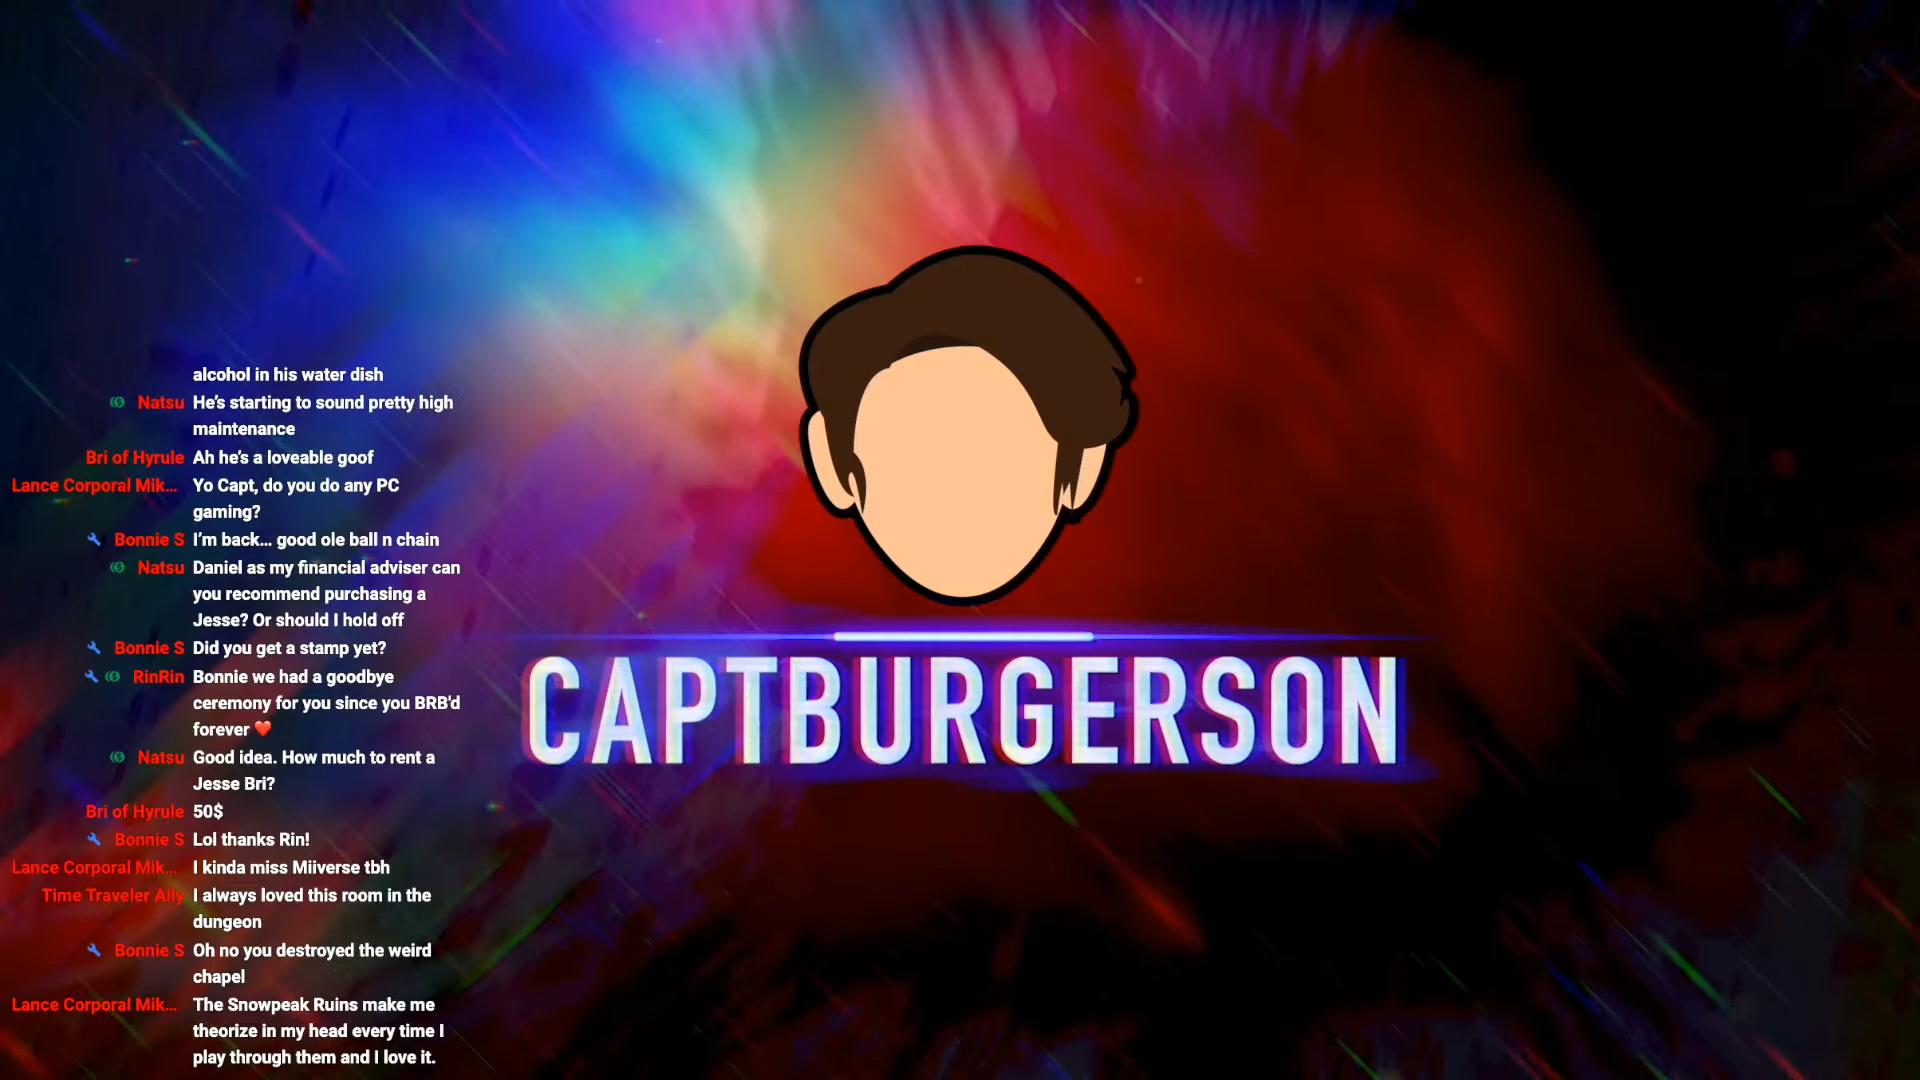 alcohol in his water dish
Natsu He's starting to sound pretty high
maintenance
Bri of Hyrule Ah he's a loveable goof
Lance Corporal Mik... Yo Capt, do you do any PC
gaming?
Bonnie S I'm back... good ole ball n chain
Natsu Daniel as my financial adviser can
you recommend purchasing a
Jesse? Or should I hold off
Bonnie S Did you get a stamp yet?
RinRin Bonnie we had a goodbye
ceremony for you since you BRB'd
forever ❤️
Natsu Good idea. How much to rent a
Jesse Bri?
Bri of Hyrule 50$
Bonnie S Lol thanks Rin!
Lance Corporal Mik... I kinda miss Miiverse tbh
Time Traveler Ally I always loved this room in the
dungeon
Bonnie S Oh no you destroyed the weird
chapel
Lance Corporal Mik... The Snowpeak Ruins make me
theorize in my head every time I
play through them and I love it.
CAPTBURGERSON